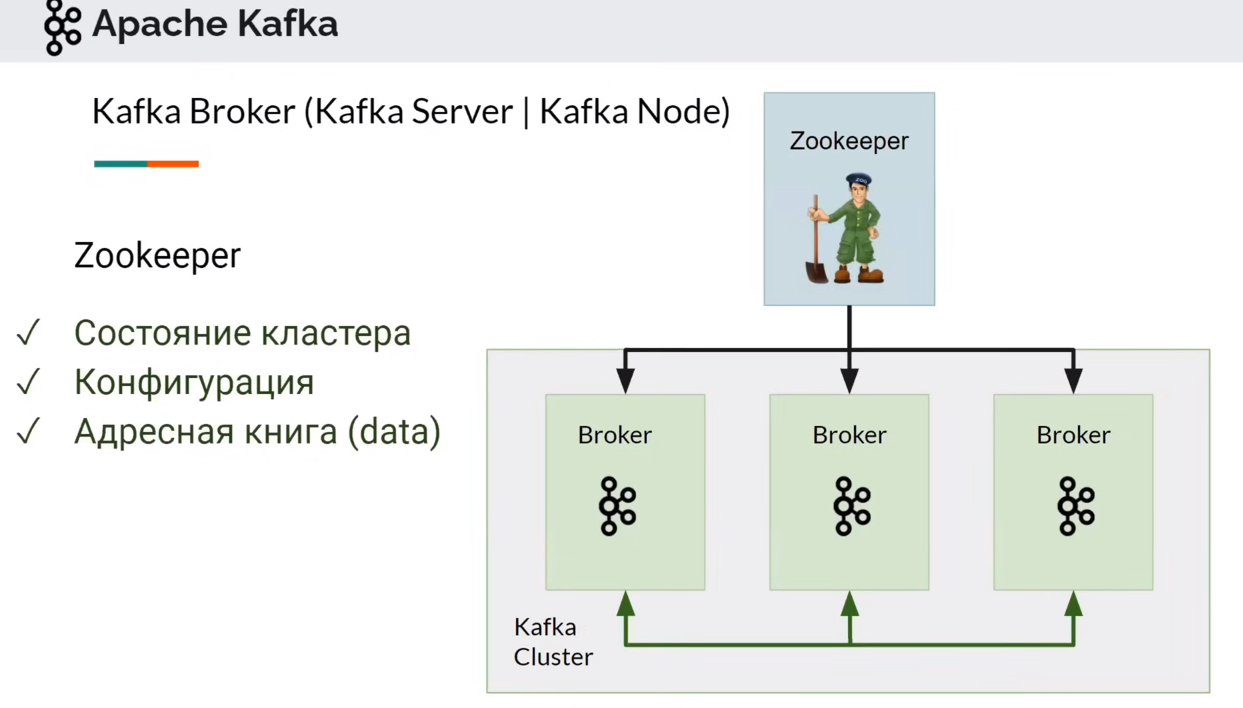 Apache Kafka
Kafka Broker (Kafka Server | Kafka Node)
Zookeeper
ZOO
Zookeeper
✓ Состояние кластера
✓ Конфигурация
✓ Адресная книга (data)
Broker
Broker
Broker
Kafka
Cluster